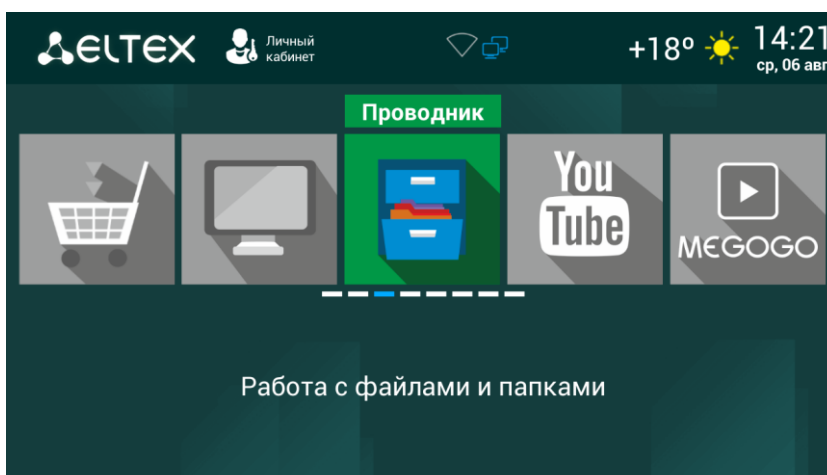 ELTEX
Личный
кабинет
+18º
14:21
ср, 06 авг
Проводник
You
Tube
MEGOGO
Работа с файлами и папками